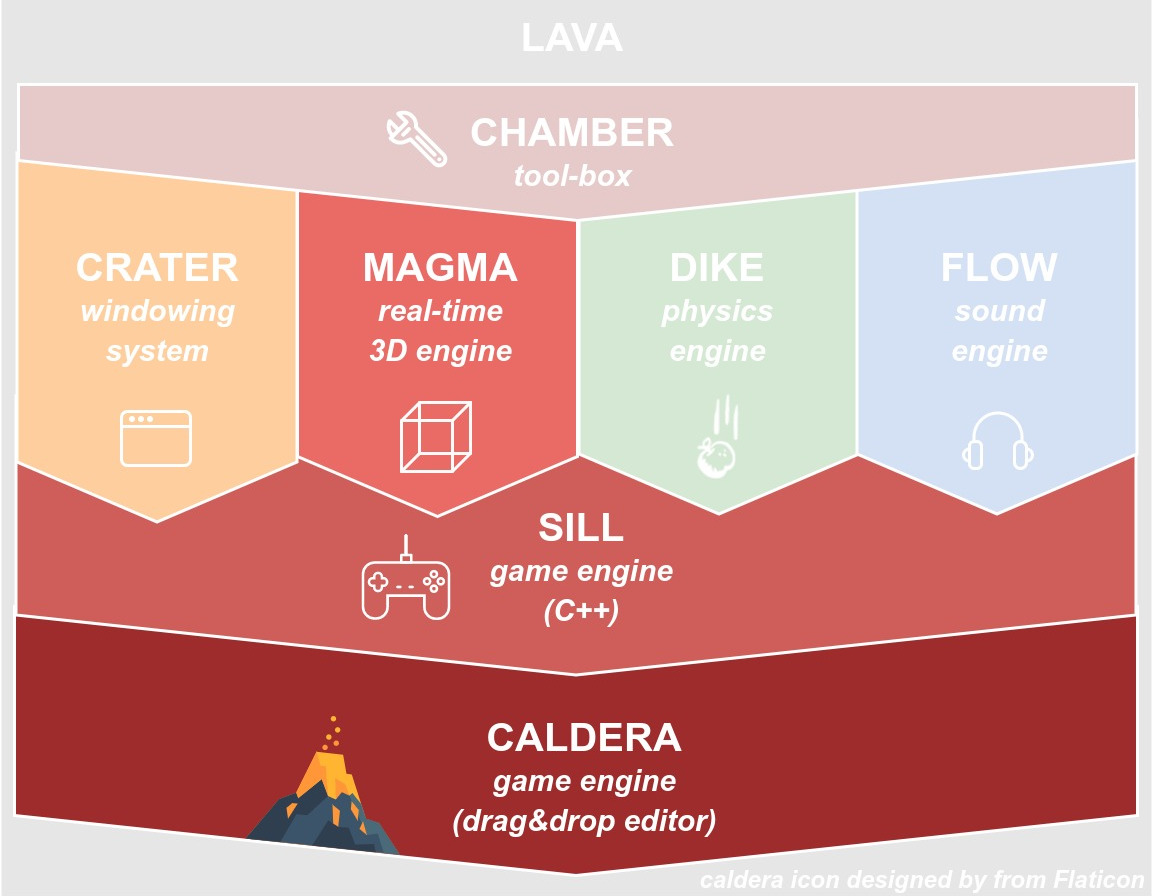 LAVA
CHAMBER
tool-box
CRATER
windowing
system
MAGMA
real-time
3D engine
DIKE
physics
engine
FLOW
sound
engine
SILL
game engine
(C++)
CALDERA
game engine
(drag&drop editor)
caldera icon designed by from Flaticon